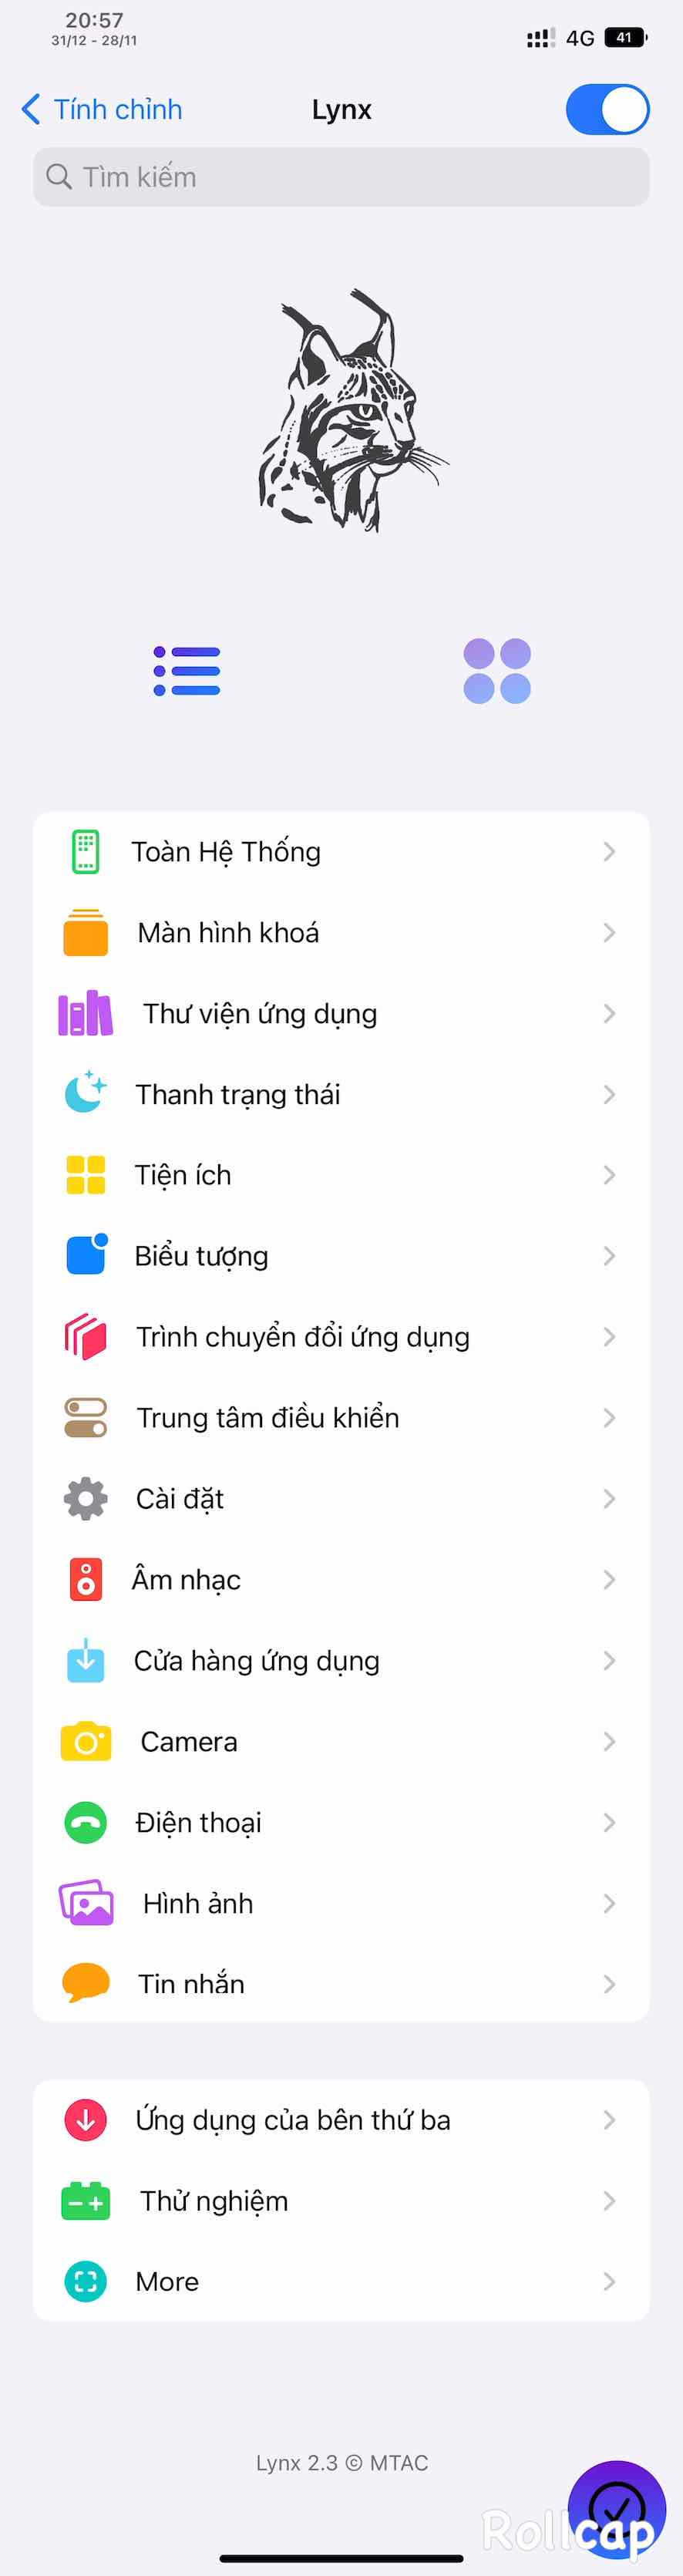 20:57
31/12 - 28/11
4G 41
Tính chỉnh
Lynx
Tìm kiếm
Toàn Hệ Thống
Màn hình khoá
Thư viện ứng dụng
Thanh trạng thái
Tiện ích
Biểu tượng
Trình chuyển đổi ứng dụng
Trung tâm điều khiển
Cài đặt
Âm nhạc
Cửa hàng ứng dụng
Camera
Điện thoại
Hình ảnh
Tin nhắn
Ứng dụng của bên thứ ba
Thử nghiệm
More
Lynx 2.3 © MTAC
Rollcap